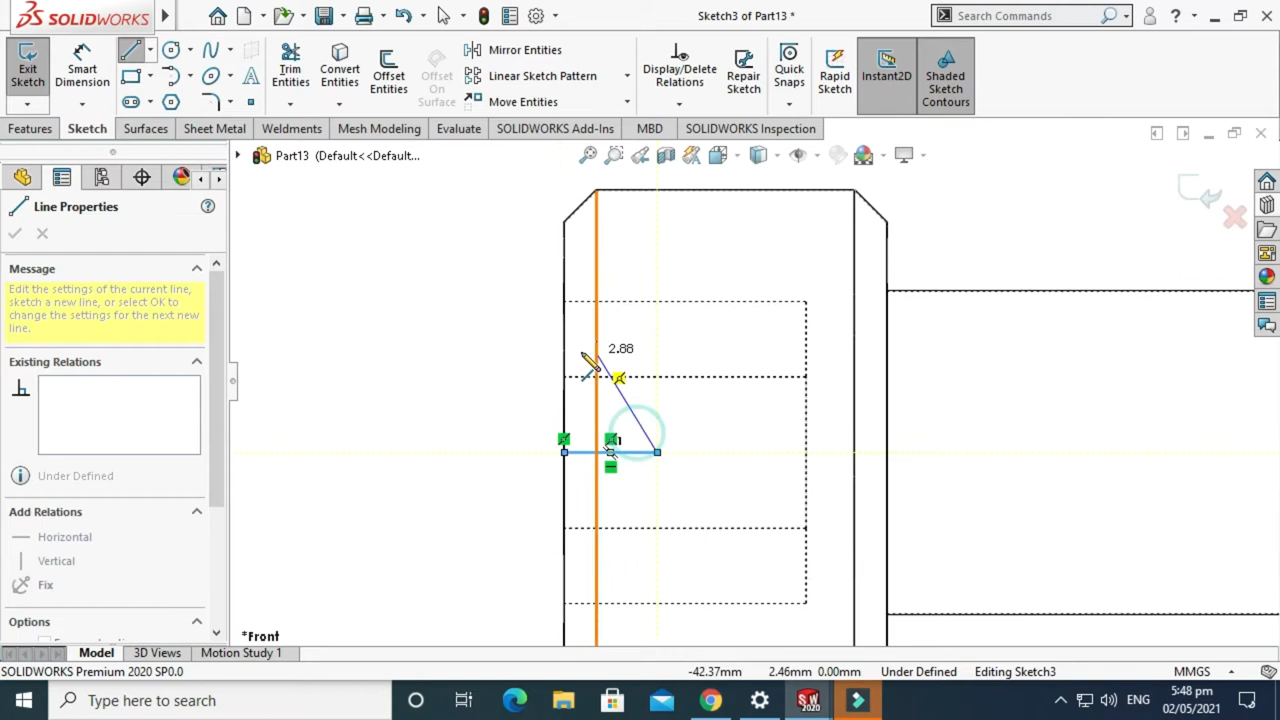 SOLIDWORKS
Sketch3 of Part13 *
Search Commands
Exit Sketch
Smart Dimension
Trim Entities
Convert Entities
Offset Entities
Offset On Surface
Mirror Entities
Linear Sketch Pattern
Move Entities
Display/Delete Relations
Repair Sketch
Quick Snaps
Rapid Sketch
Instant2D
Shaded Sketch Contours
Features
Sketch
Surfaces
Sheet Metal
Weldments
Mesh Modeling
Evaluate
SOLIDWORKS Add-Ins
MBD
SOLIDWORKS Inspection
Part13 (Default<<Default...
Line Properties
Message
Edit the settings of the current line,
sketch a new line, or select OK to
change the settings for the next new
line.
Existing Relations
Under Defined
Add Relations
Horizontal
Vertical
Fix
Options
2.88
1
*Front
Model
3D Views
Motion Study 1
SOLIDWORKS Premium 2020 SP0.0
-42.37mm
2.46mm 0.00mm
Under Defined
Editing Sketch3
MMGS
Type here to search
SW
2020
ENG
5:48 pm
02/05/2021